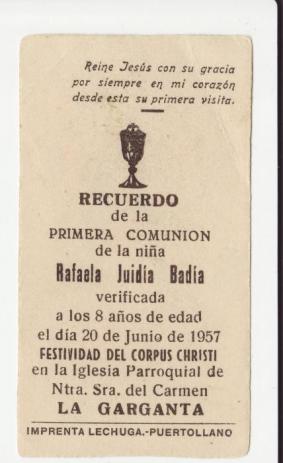 Reine Jesús con su gracia
por siempre en mi corazón
desde esta su primera visita.
RECUERDO
de la
PRIMERA COMUNION
de la niña
Rafaela Juidía Badía
verificada
a los 8 años de edad
el día 20 de Junio de 1957
FESTIVIDAD DEL CORPUS CHRISTI
en la Iglesia Parroquial de
Ntra. Sra. del Carmen
LA GARGANTA
IMPRENTA LECHUGA.-PUERTOLLANO